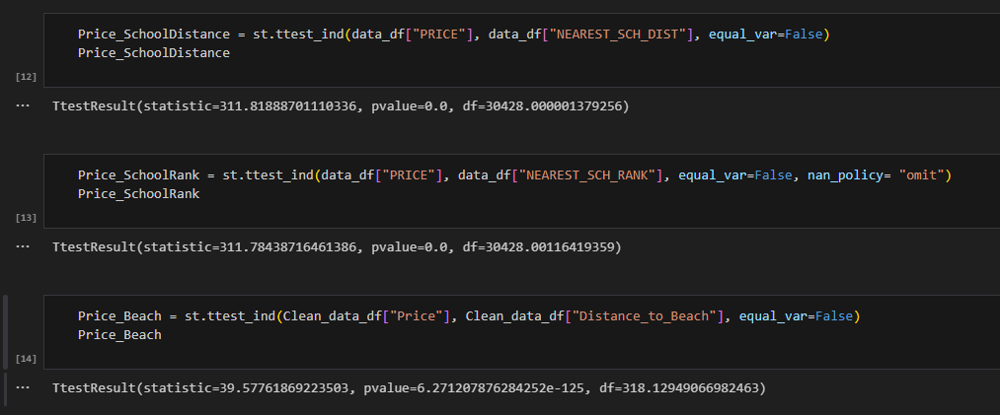 Price_SchoolDistance = st.ttest_ind(data_df["PRICE"], data_df["NEAREST_SCH_DIST"], equal_var=False)
Price_SchoolDistance
[12]
... TtestResult(statistic=311.81888701110336, pvalue=0.0, df=30428.000001379256)
Price_SchoolRank = st.ttest_ind(data_df["PRICE"], data_df["NEAREST_SCH_RANK"], equal_var=False, nan_policy= "omit")
Price_SchoolRank
[13]
... TtestResult(statistic=311.78438716461386, pvalue=0.0, df=30428.00116419359)
Price_Beach = st.ttest_ind(Clean_data_df["Price"], Clean_data_df["Distance_to_Beach"], equal_var=False)
Price_Beach
[14]
... TtestResult(statistic=39.57761869223503, pvalue=6.271207876284252e-125, df=318.12949066982463)